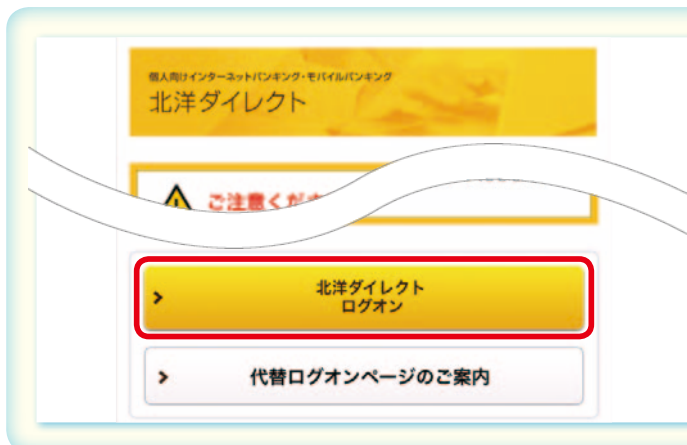 個人向けインターネットバンキング・モバイルバンキング
北洋ダイレクト
ご注意くださ
北洋ダイレクト
ログオン
代替ログオンページのご案内